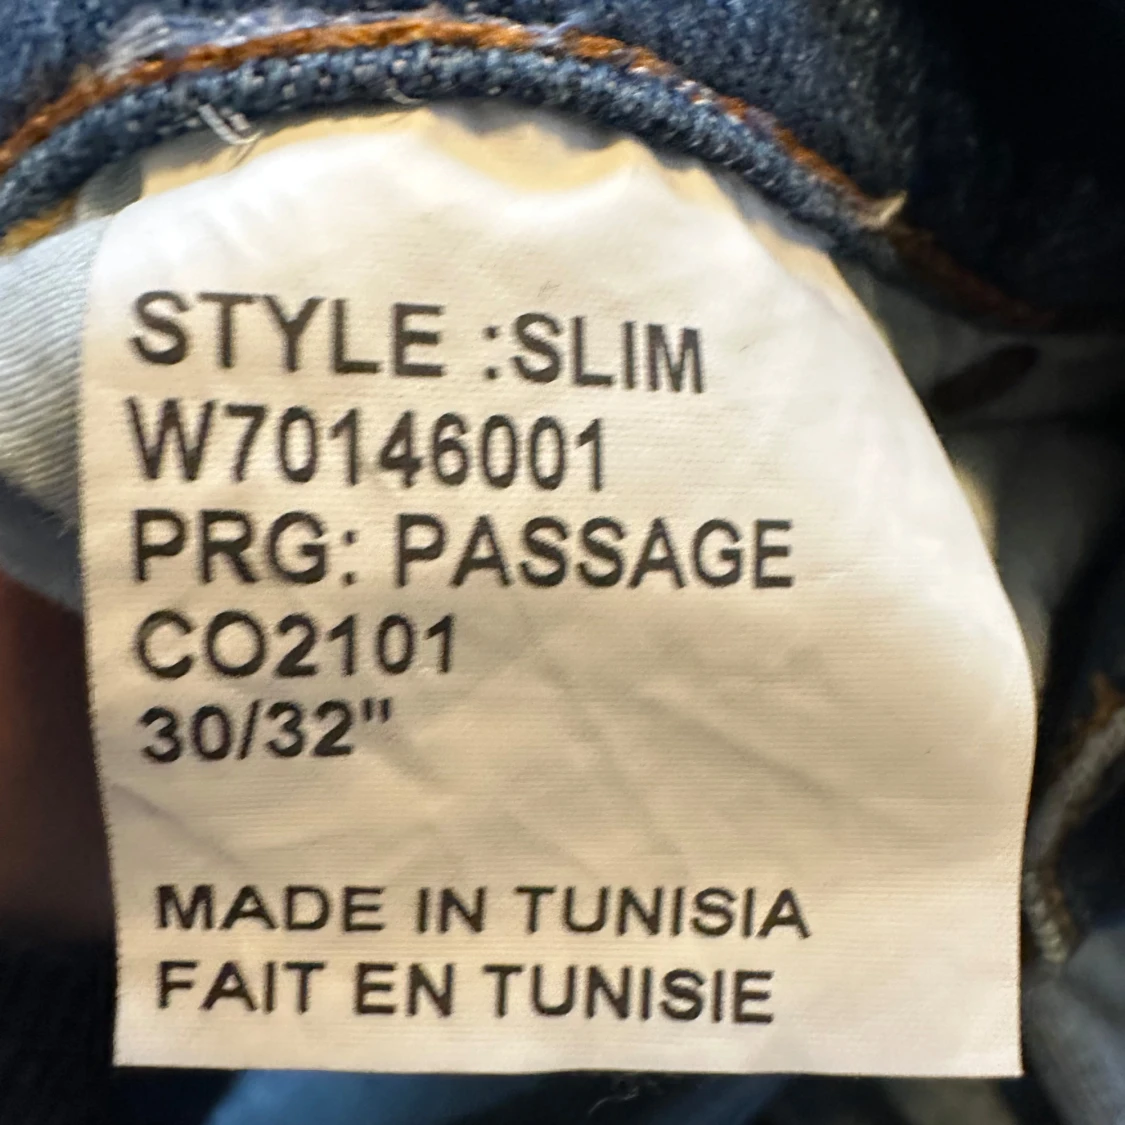 STYLE :SLIM
W70146001
PRG: PASSAGE
CO2101
30/32"
MADE IN TUNISIA
FAIT EN TUNISIE